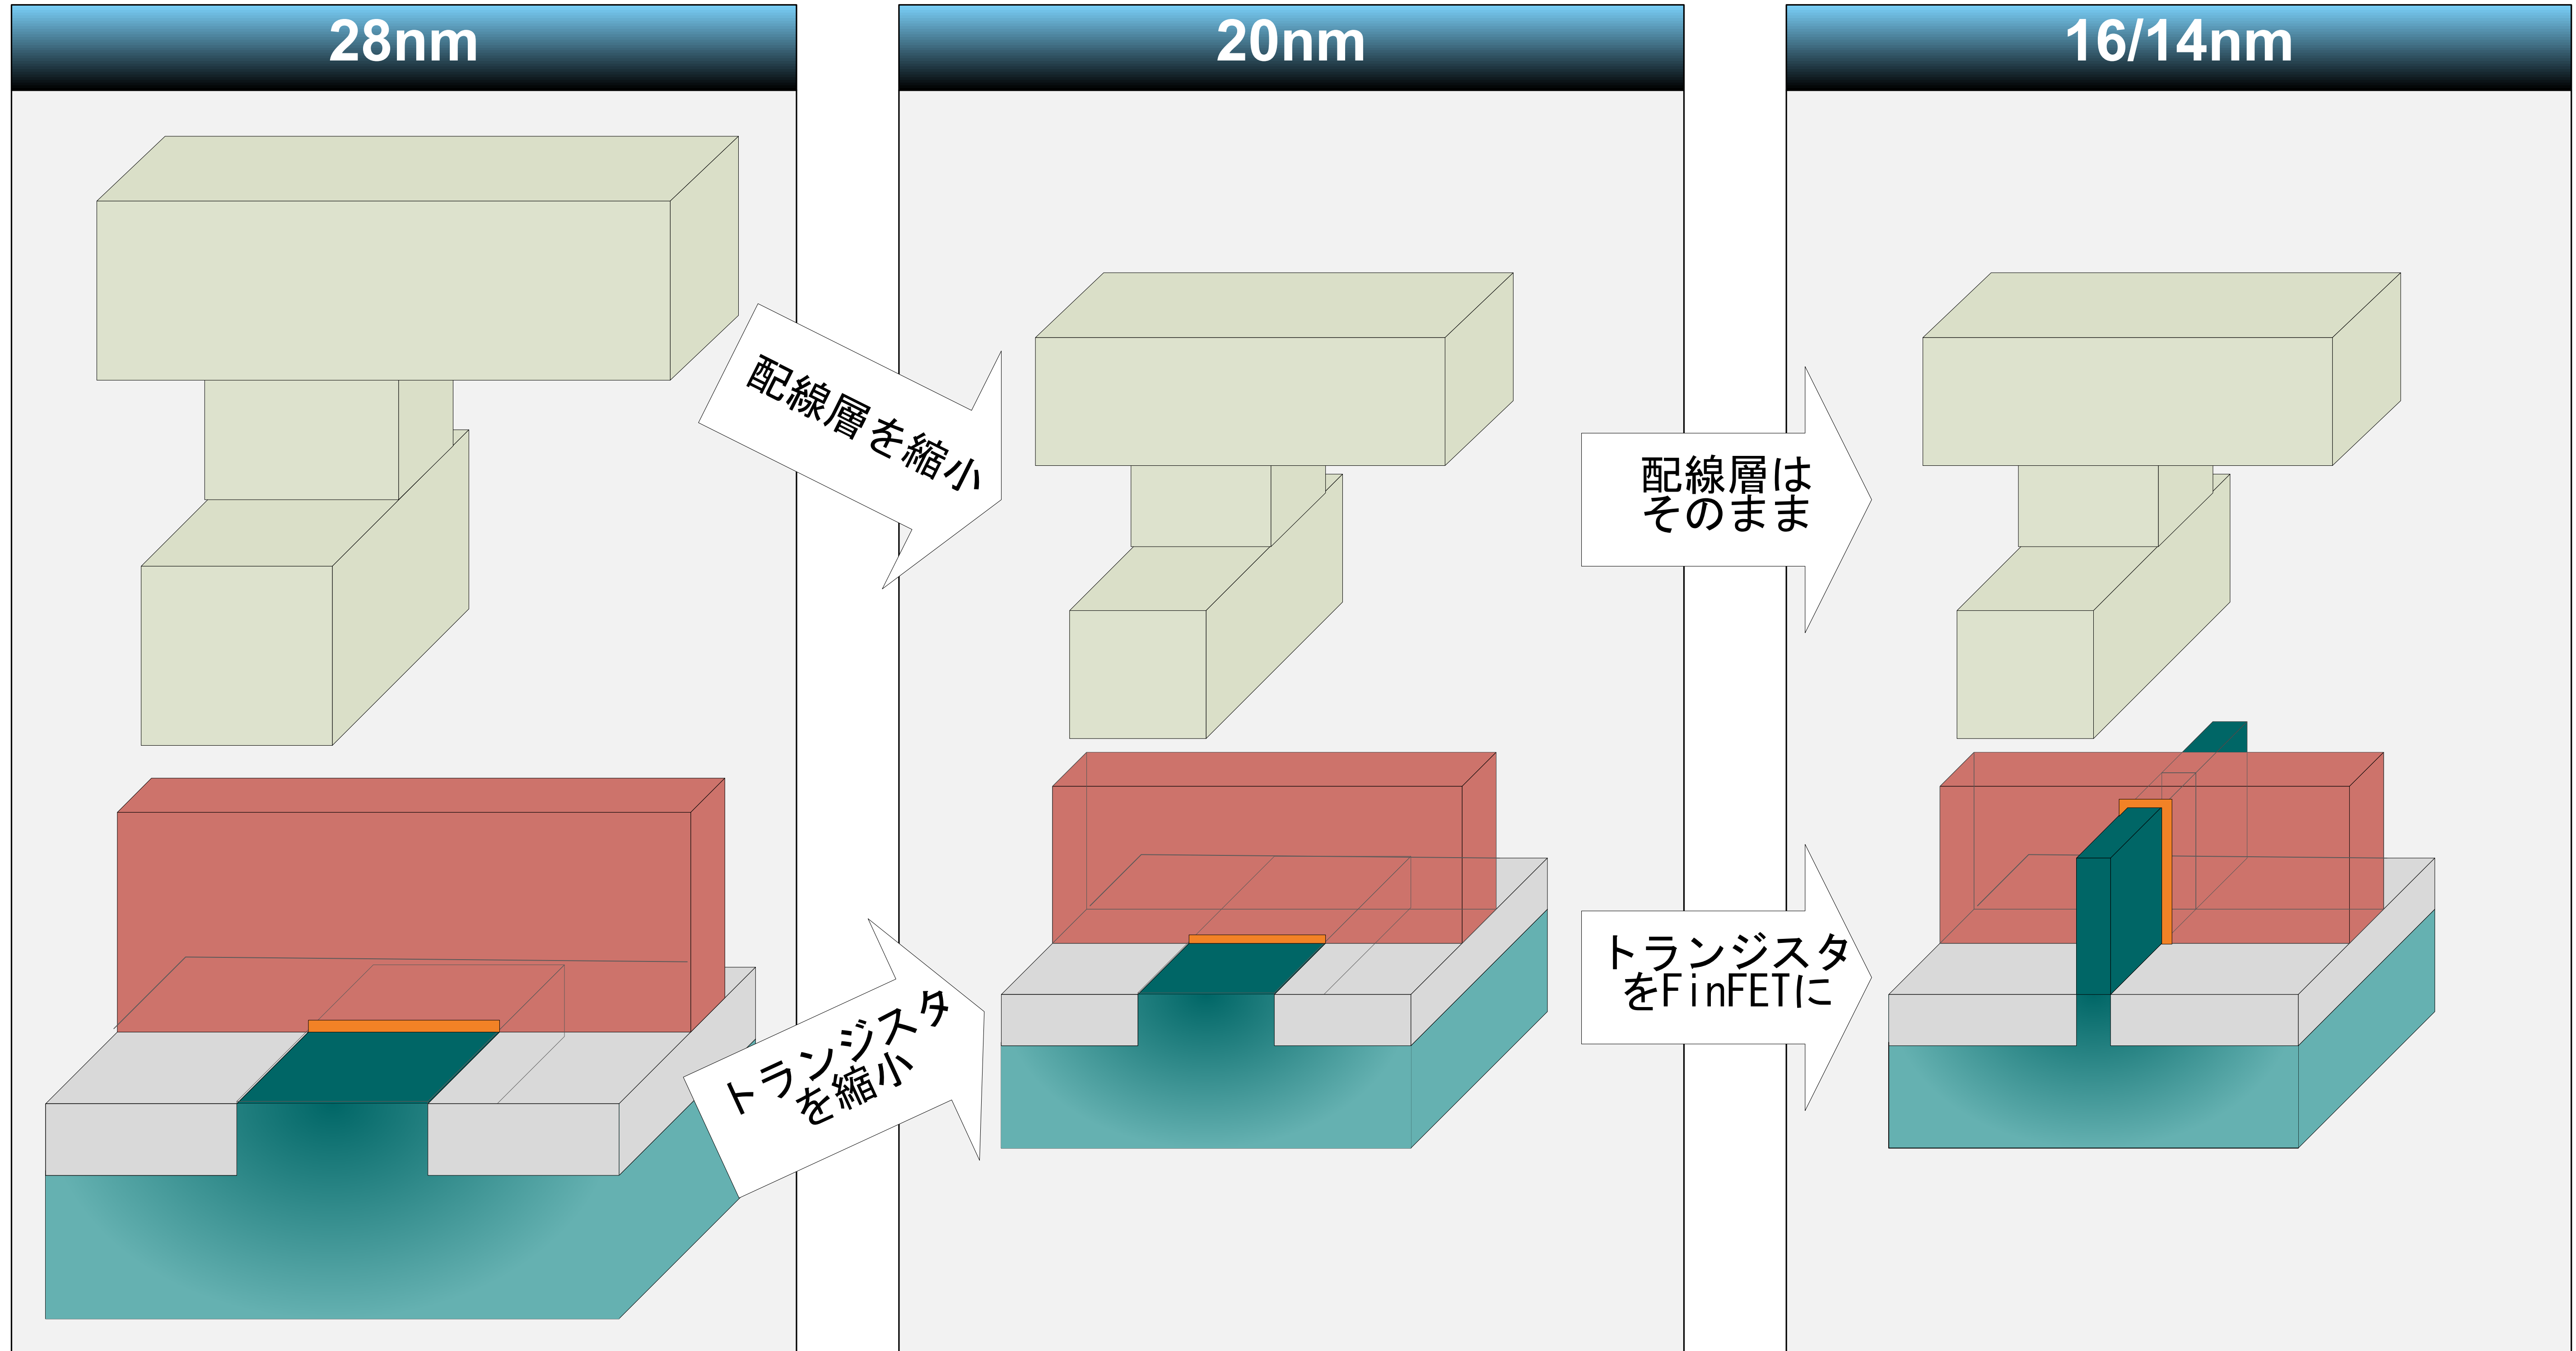 28nm
20nm
16/14nm
配線層を縮小
配線層は
そのまま
トランジスタ
を縮小
トランジスタ
をFinFETに